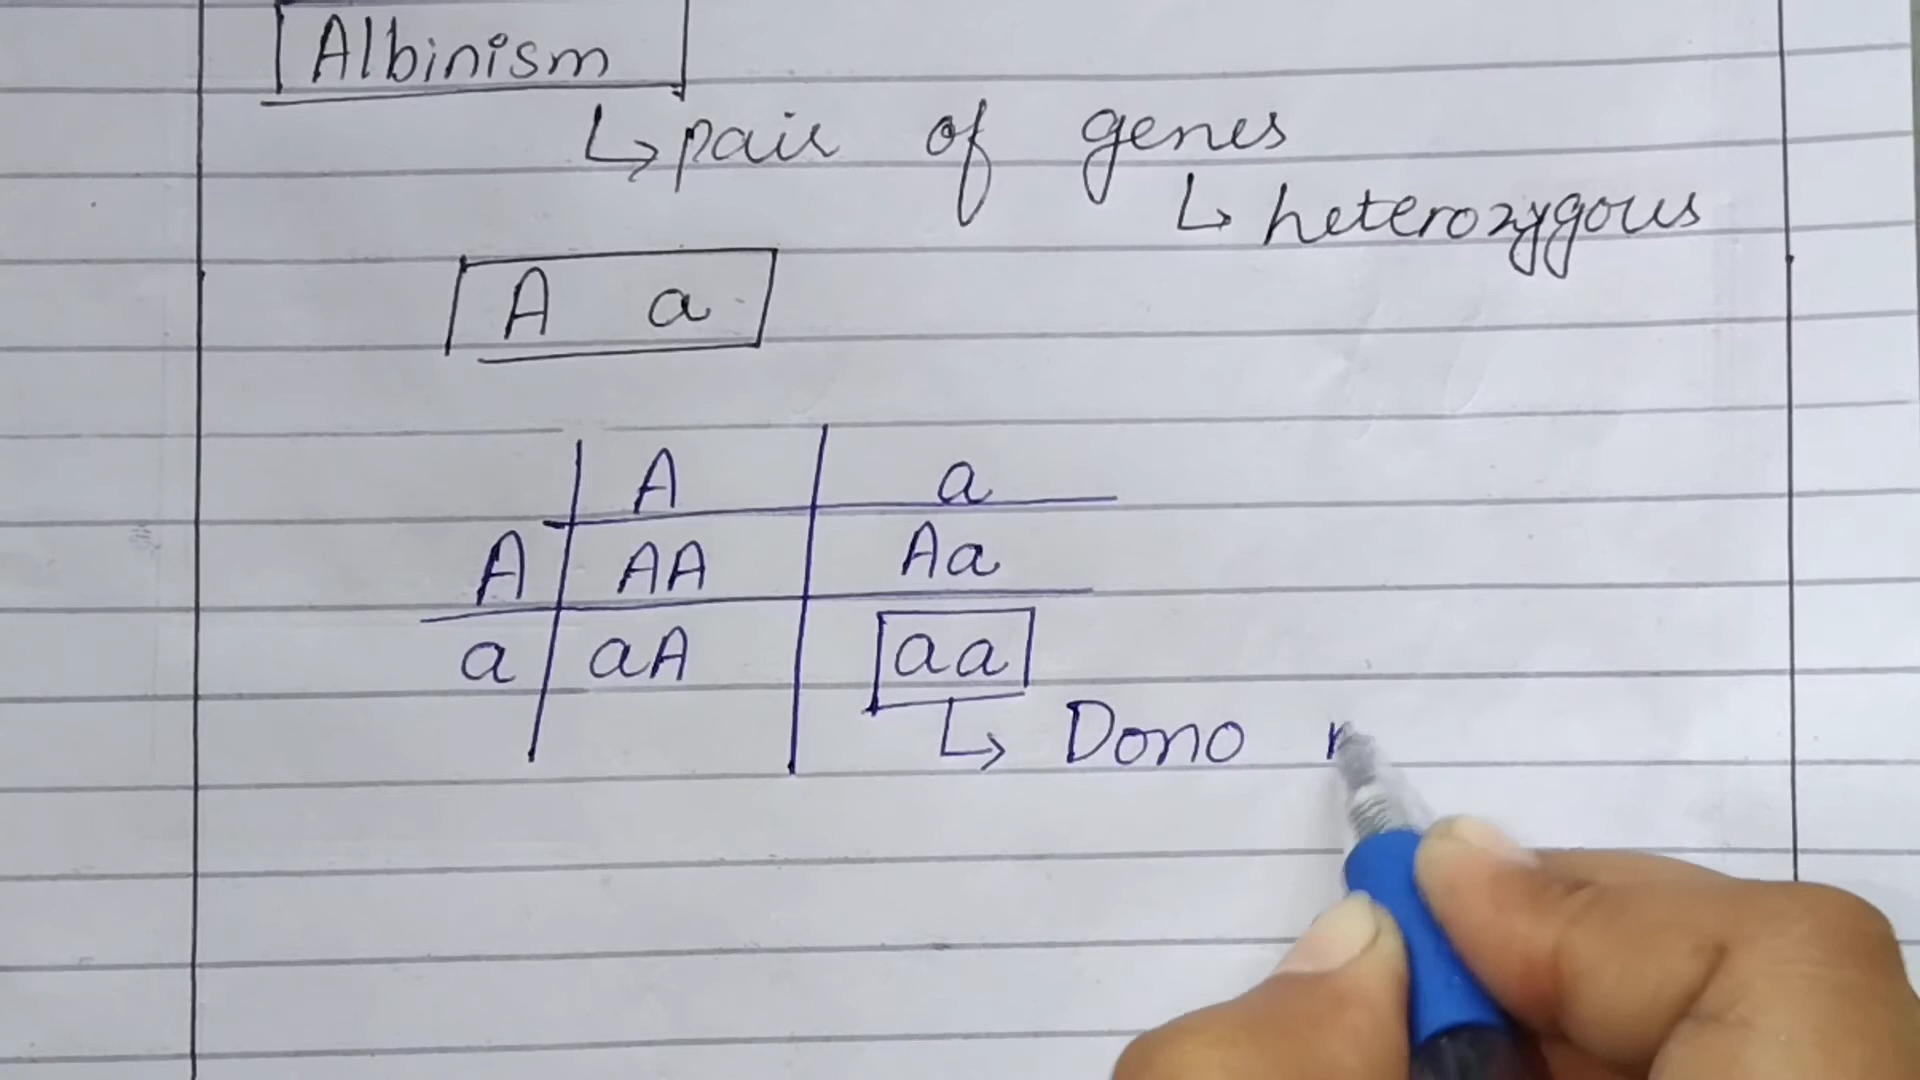 Albinism
↳ pair of genes
↳ heterozygous
A a
A a
A AA Aa
a aA aa
↳ Dono